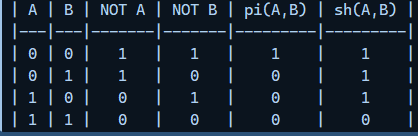 | A | B | NOT A | NOT B | pi(A,B) | sh(A,B) |
|---|---|-------|-------|---------|---------|
| 0 | 0 | 1 | 1 | 1 | 1 |
| 0 | 1 | 1 | 0 | 0 | 1 |
| 1 | 0 | 0 | 1 | 0 | 1 |
| 1 | 1 | 0 | 0 | 0 | 0 |